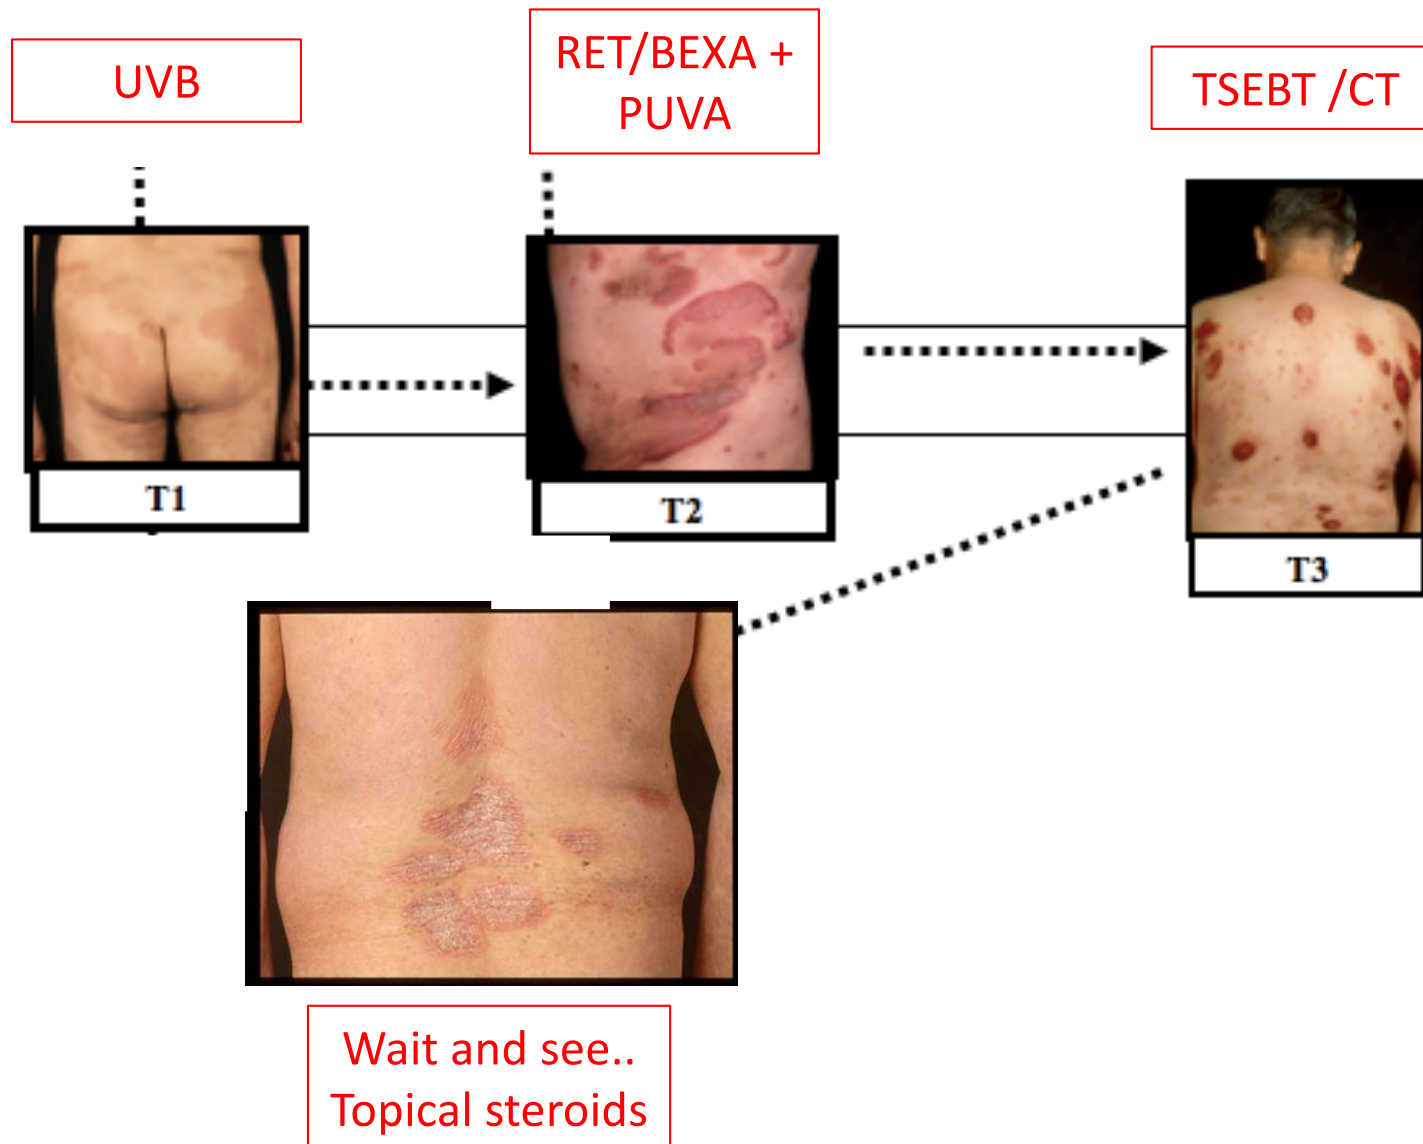 UVB
RET/BEXA +
PUVA
TSEBT /CT
T1
T2
T3
Wait and see..
Topical steroids